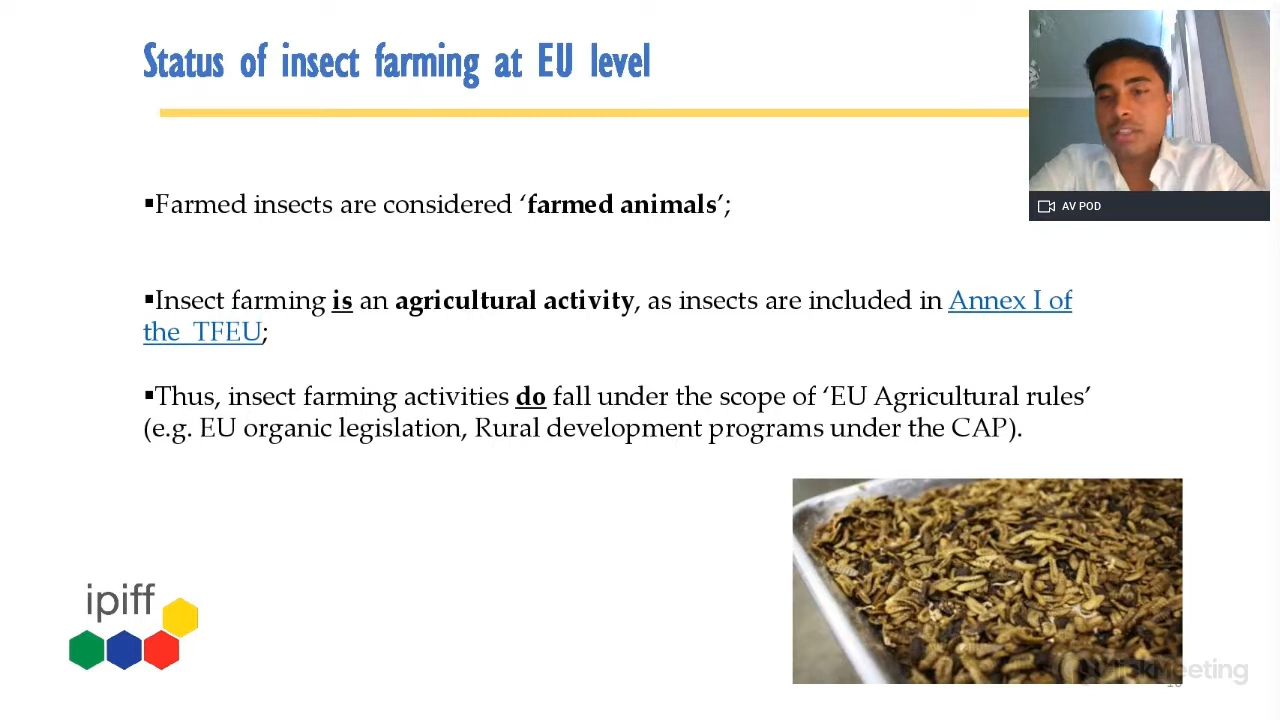 Status of insect farming at EU level
AV POD
▪Farmed insects are considered ‘farmed animals’;
▪Insect farming is an agricultural activity, as insects are included in Annex I of
the TFEU;
▪Thus, insect farming activities do fall under the scope of ‘EU Agricultural rules’
(e.g. EU organic legislation, Rural development programs under the CAP).
ipiff
ClickMeeting